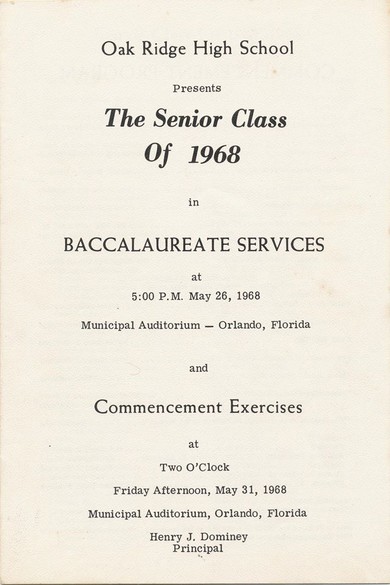 Oak Ridge High School
Presents
The Senior Class
Of 1968
in
BACCALAUREATE SERVICES
at
5:00 P.M. May 26, 1968
Municipal Auditorium — Orlando, Florida
and
Commencement Exercises
at
Two O'Clock
Friday Afternoon, May 31, 1968
Municipal Auditorium, Orlando, Florida
Henry J. Dominey
Principal